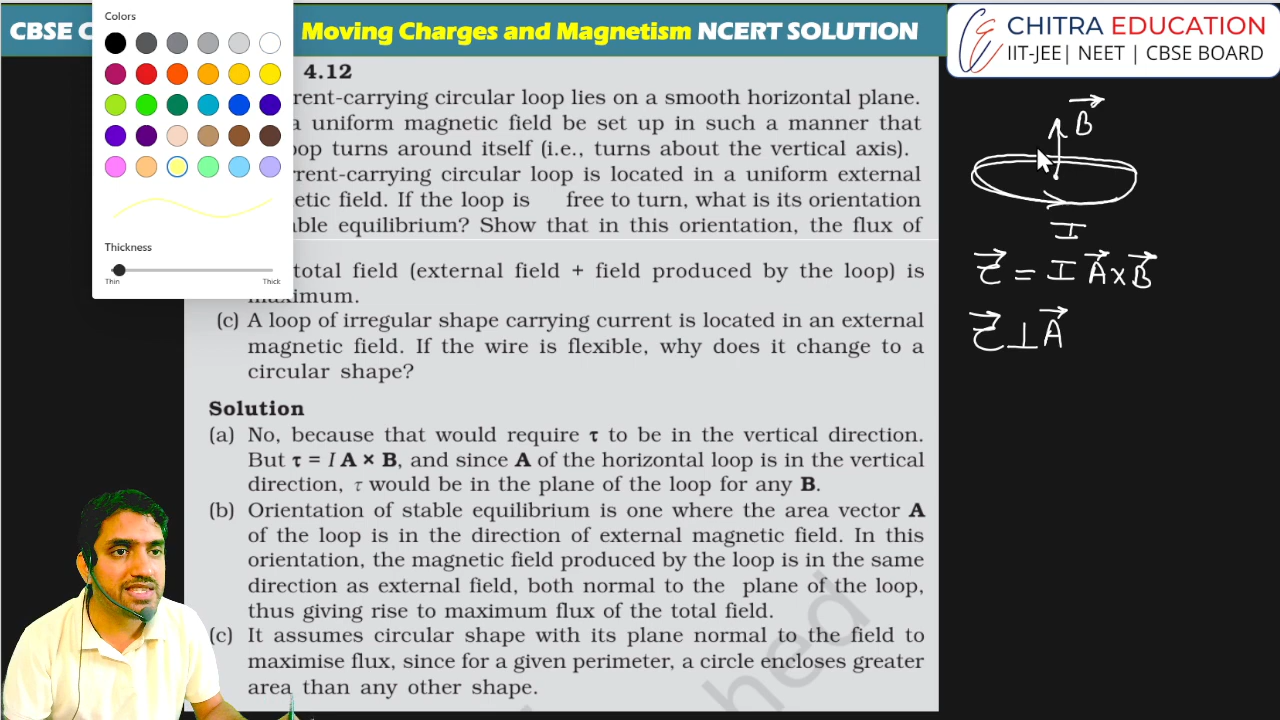 Colors
Thickness
Thin Thick
CBSE C Moving Charges and Magnetism NCERT SOLUTION
CHITRA EDUCATION
IIT-JEE| NEET | CBSE BOARD
4.12
rent-carrying circular loop lies on a smooth horizontal plane.
a uniform magnetic field be set up in such a manner that
oop turns around itself (i.e., turns about the vertical axis).
rrent-carrying circular loop is located in a uniform external
etic field. If the loop is free to turn, what is its orientation
ble equilibrium? Show that in this orientation, the flux of
total field (external field + field produced by the loop) is
maximum.
(c) A loop of irregular shape carrying current is located in an external
magnetic field. If the wire is flexible, why does it change to a
circular shape?
Solution
(a) No, because that would require τ to be in the vertical direction.
But τ = I A × B, and since A of the horizontal loop is in the vertical
direction, τ would be in the plane of the loop for any B.
(b) Orientation of stable equilibrium is one where the area vector A
of the loop is in the direction of external magnetic field. In this
orientation, the magnetic field produced by the loop is in the same
direction as external field, both normal to the plane of the loop,
thus giving rise to maximum flux of the total field.
(c) It assumes circular shape with its plane normal to the field to
maximise flux, since for a given perimeter, a circle encloses greater
area than any other shape.
B⃗
I
τ⃗ = I A⃗ × B⃗
τ⃗ ⊥ A⃗